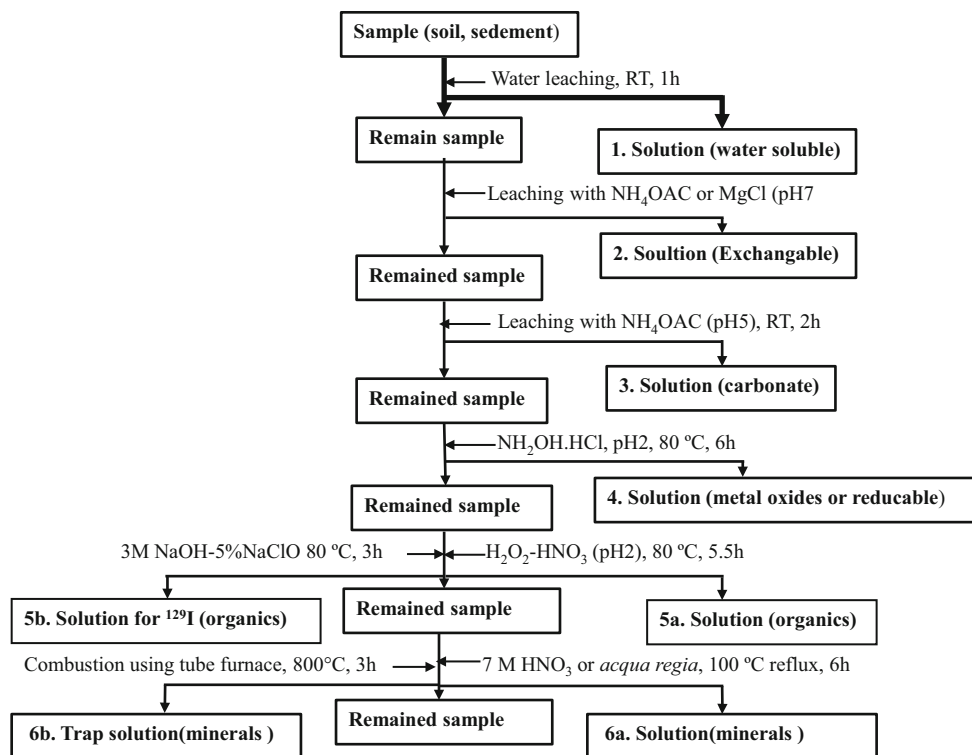 Sample (soil, sedement)
Water leaching, RT, 1h
Remain sample
1. Solution (water soluble)
Leaching with NH₄OAC or MgCl (pH7
2. Soultion (Exchangable)
Remained sample
Leaching with NH₄OAC (pH5), RT, 2h
3. Solution (carbonate)
Remained sample
NH₂OH.HCl, pH2, 80 ºC, 6h
4. Solution (metal oxides or reducable)
Remained sample
3M NaOH-5%NaClO 80 ºC, 3h
H₂O₂-HNO₃ (pH2), 80 ºC, 5.5h
5b. Solution for ¹²⁹I (organics)
Remained sample
5a. Solution (organics)
Combustion using tube furnace, 800°C, 3h
7 M HNO₃ or acqua regia, 100 ºC reflux, 6h
6b. Trap solution(minerals )
Remained sample
6a. Solution(minerals )